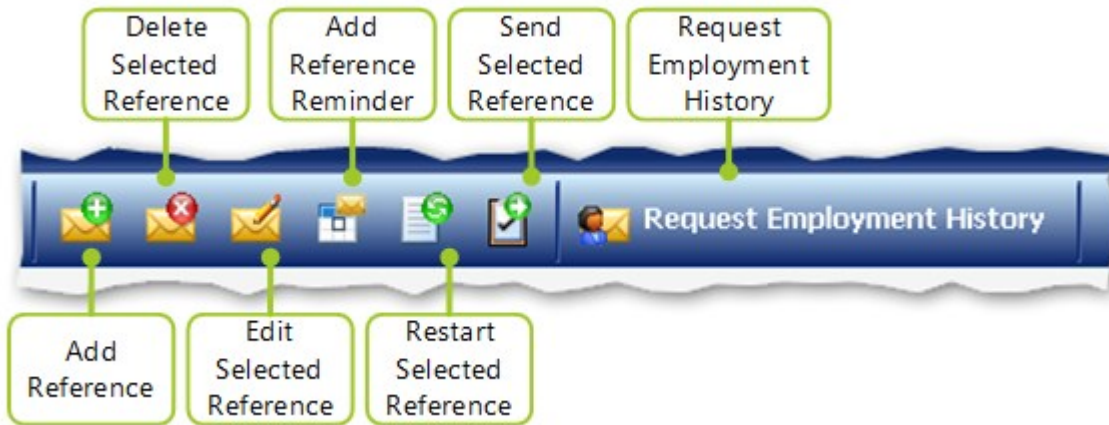 Delete
Selected
Reference
Add
Reference
Reminder
Send
Selected
Reference
Request
Employment
History
Request Employment History
Add
Reference
Edit
Selected
Reference
Restart
Selected
Reference